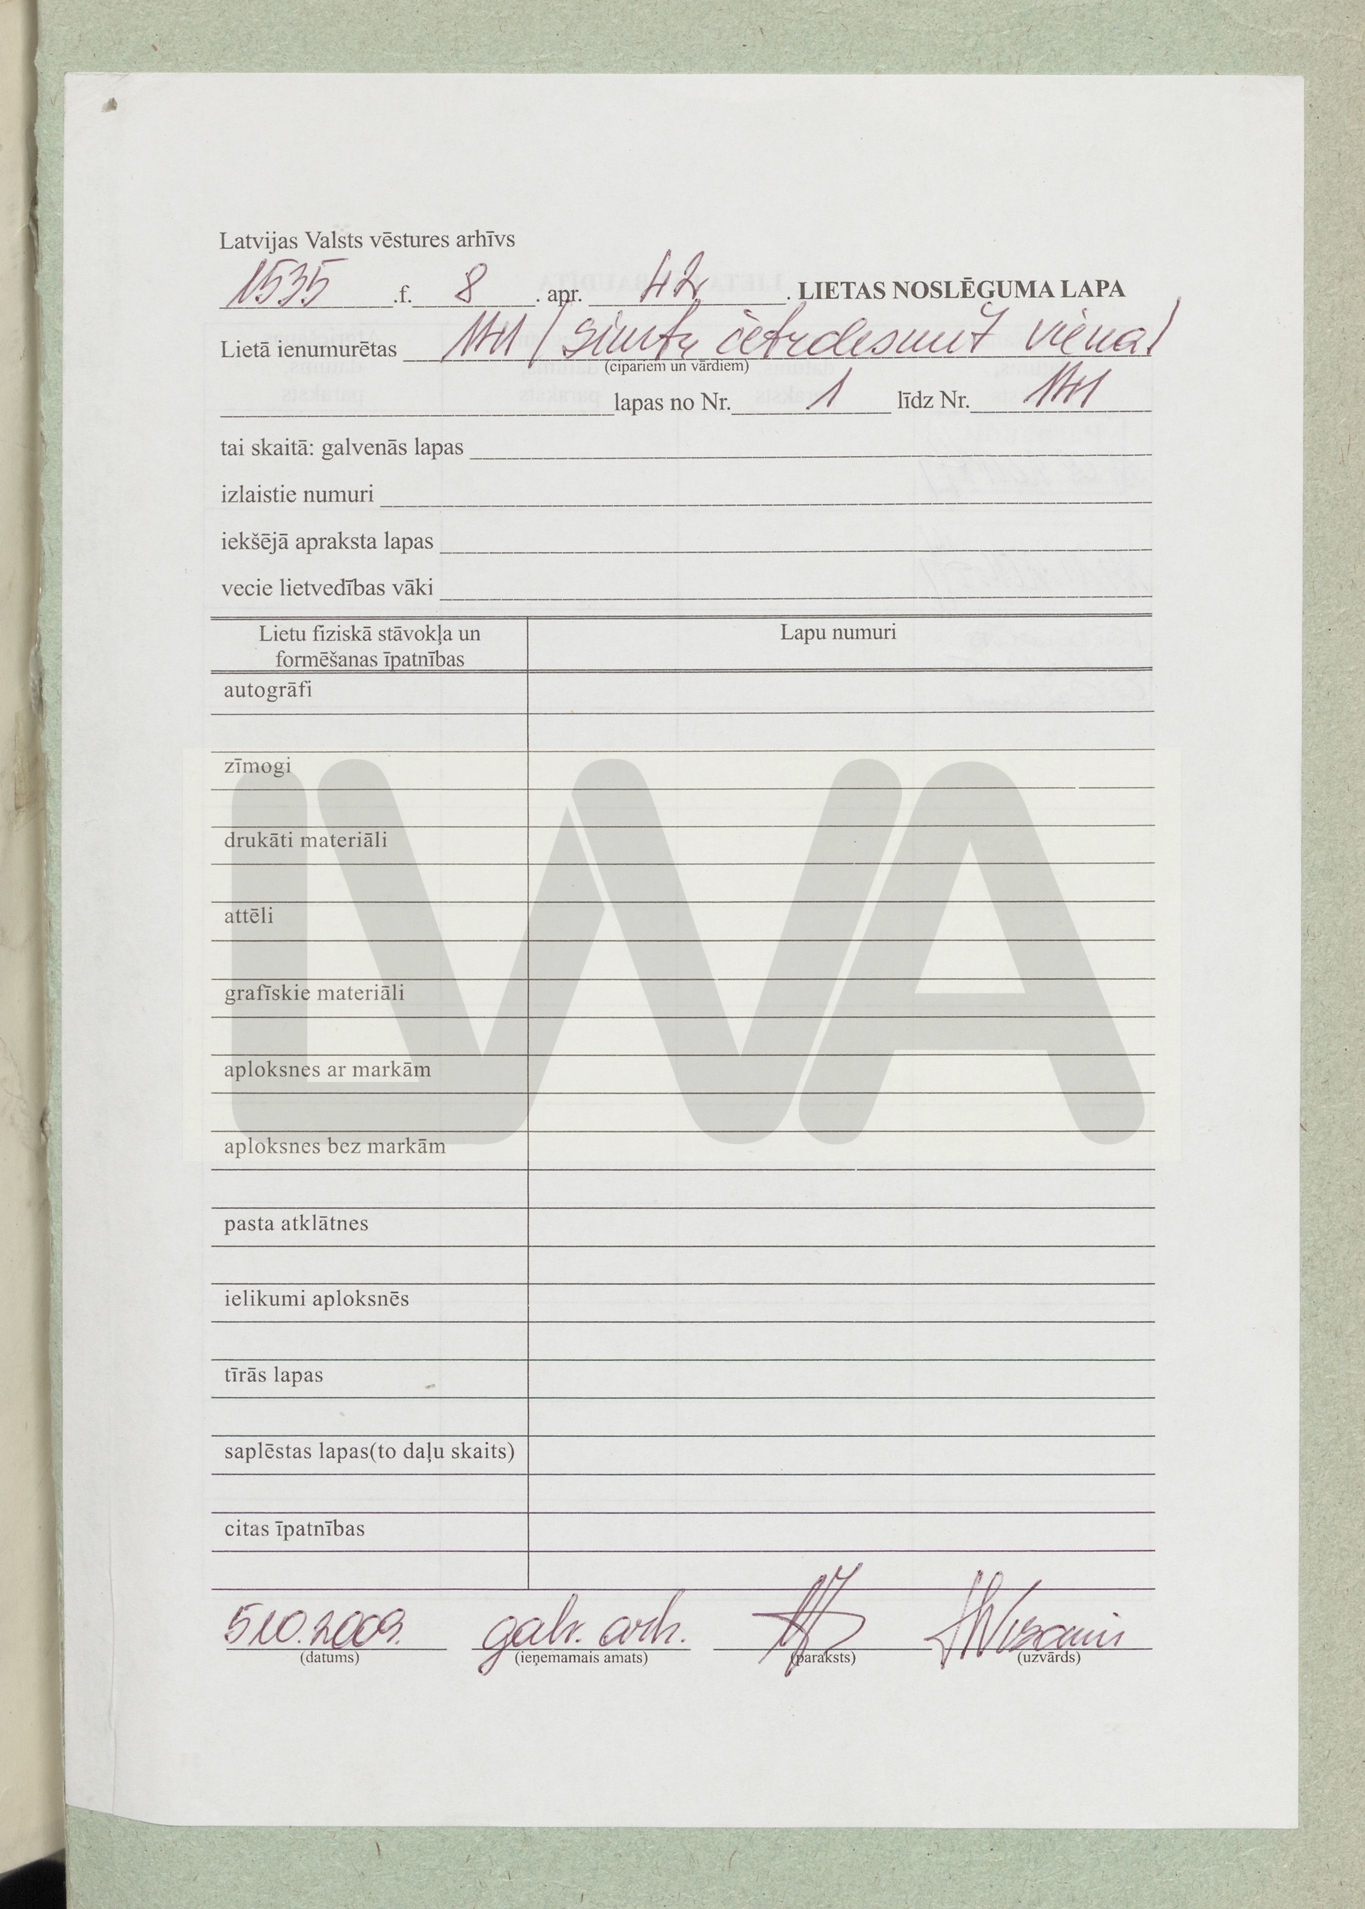 Latvijas Valsts vēstures arhīvs
1535 .f. 8 . apr. 42 . LIETAS NOSLĒGUMA LAPA
Lietā ienumurētas 141 (simts četrdesmit viena)
(cipariem un vārdiem)
lapas no Nr. 1 līdz Nr. 141
tai skaitā: galvenās lapas
izlaistie numuri
iekšējā apraksta lapas
vecie lietvedības vāki
Lietu fiziskā stāvokļa un Lapu numuri
formēšanas īpatnības
autogrāfi
zīmogi
drukāti materiāli
attēli
grafīskie materiāli
aploksnes ar markām
aploksnes bez markām
pasta atklātnes
ielikumi aploksnēs
tīrās lapas
saplēstas lapas(to daļu skaits)
citas īpatnības
510.2009. galv. arh.
(datums) (ieņemamais amats) (paraksts) (uzvārds)
LVVA